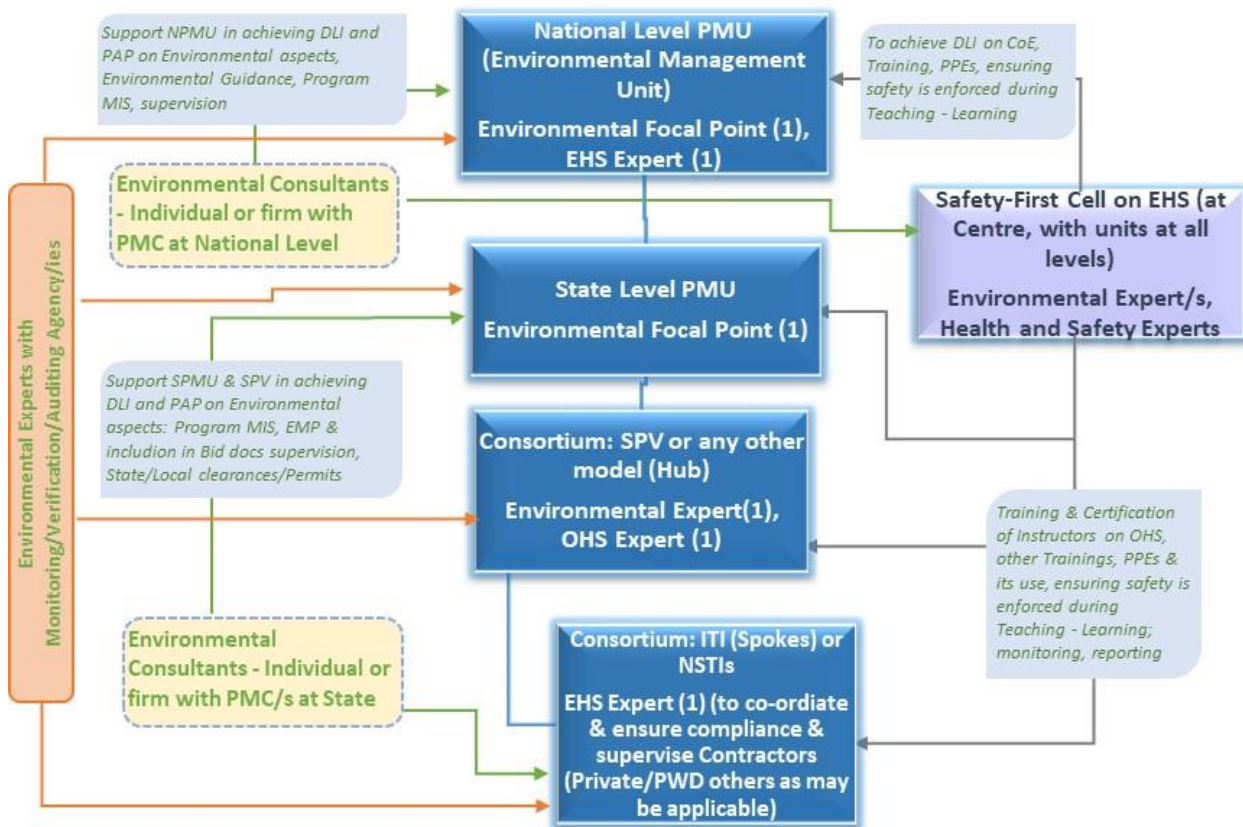 Support NPMU in achieving DLI and
PAP on Environmental aspects,
Environmental Guidance, Program
MIS, supervision
National Level PMU
(Environmental Management
Unit)
Environmental Focal Point (1),
EHS Expert (1)
To achieve DLI on CoE,
Training, PPEs, ensuring
safety is enforced during
Teaching - Learning
Environmental Consultants
- Individual or firm with
PMC at National Level
Safety-First Cell on EHS (at
Centre, with units at all
levels)
Environmental Expert/s,
Health and Safety Experts
Environmental Experts with
Monitoring/Verification/Auditing Agency/ies
State Level PMU
Environmental Focal Point (1)
Support SPMU & SPV in achieving
DLI and PAP on Environmental
aspects: Program MIS, EMP &
includion in Bid docs supervision,
State/Local clearances/Permits
Consortium: SPV or any other
model (Hub)
Environmental Expert(1),
OHS Expert (1)
Training & Certification
of Instructors on OHS,
other Trainings, PPEs &
its use, ensuring safety is
enforced during
Teaching - Learning;
monitoring, reporting
Environmental
Consultants - Individual or
firm with PMC/s at State
Consortium: ITI (Spokes) or
NSTIs
EHS Expert (1) (to co-ordiate
& ensure compliance &
supervise Contractors
(Private/PWD others as may
be applicable)